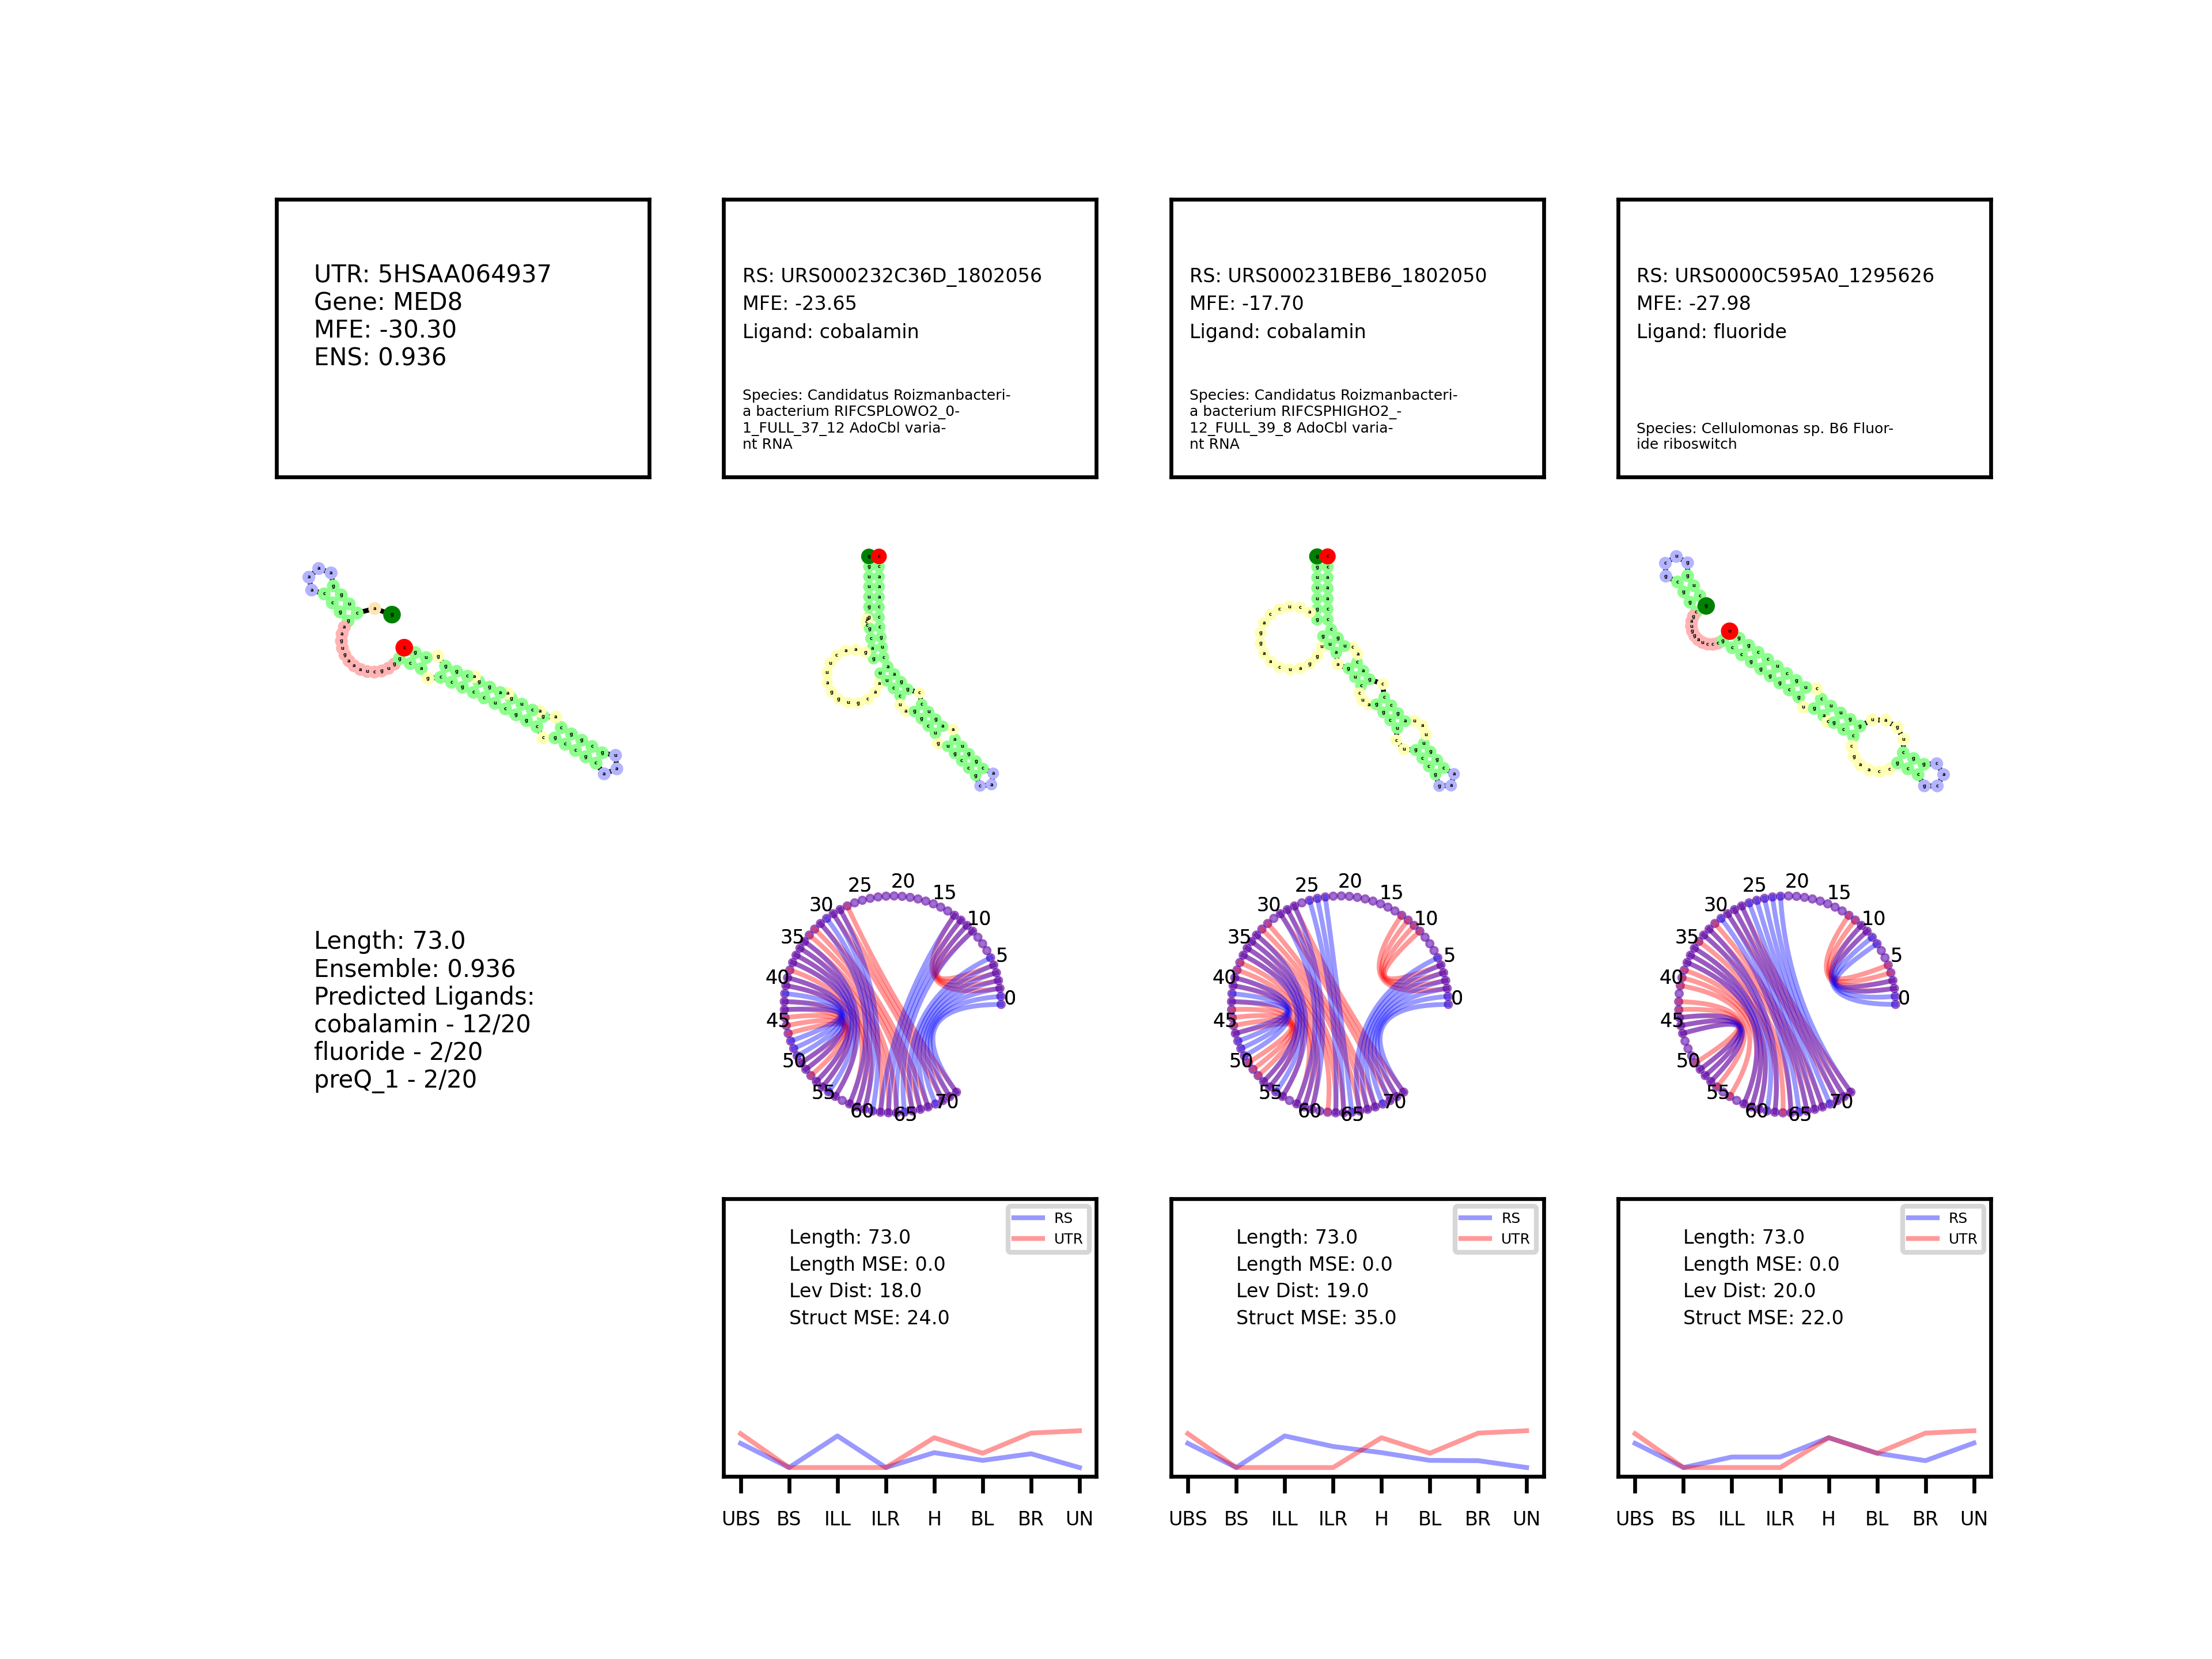 UTR: 5HSAA064937
Gene: MED8
MFE: -30.30
ENS: 0.936
RS: URS000232C36D_1802056
MFE: -23.65
Ligand: cobalamin
Species: Candidatus Roizmanbacteri-
a bacterium RIFCSPLOWO2_0-
1_FULL_37_12 AdoCbl varia-
nt RNA
RS: URS000231BEB6_1802050
MFE: -17.70
Ligand: cobalamin
Species: Candidatus Roizmanbacteri-
a bacterium RIFCSPHIGHO2_-
12_FULL_39_8 AdoCbl varia-
nt RNA
RS: URS0000C595A0_1295626
MFE: -27.98
Ligand: fluoride
Species: Cellulomonas sp. B6 Fluor-
ide riboswitch
Length: 73.0
Ensemble: 0.936
Predicted Ligands:
cobalamin - 12/20
fluoride - 2/20
preQ_1 - 2/20
0 5 10 15 20 25 30 35 40 45 50 55 60 65 70
0 5 10 15 20 25 30 35 40 45 50 55 60 65 70
0 5 10 15 20 25 30 35 40 45 50 55 60 65 70
RS
UTR
Length: 73.0
Length MSE: 0.0
Lev Dist: 18.0
Struct MSE: 24.0
UBS BS ILL ILR H BL BR UN
RS
UTR
Length: 73.0
Length MSE: 0.0
Lev Dist: 19.0
Struct MSE: 35.0
UBS BS ILL ILR H BL BR UN
RS
UTR
Length: 73.0
Length MSE: 0.0
Lev Dist: 20.0
Struct MSE: 22.0
UBS BS ILL ILR H BL BR UN